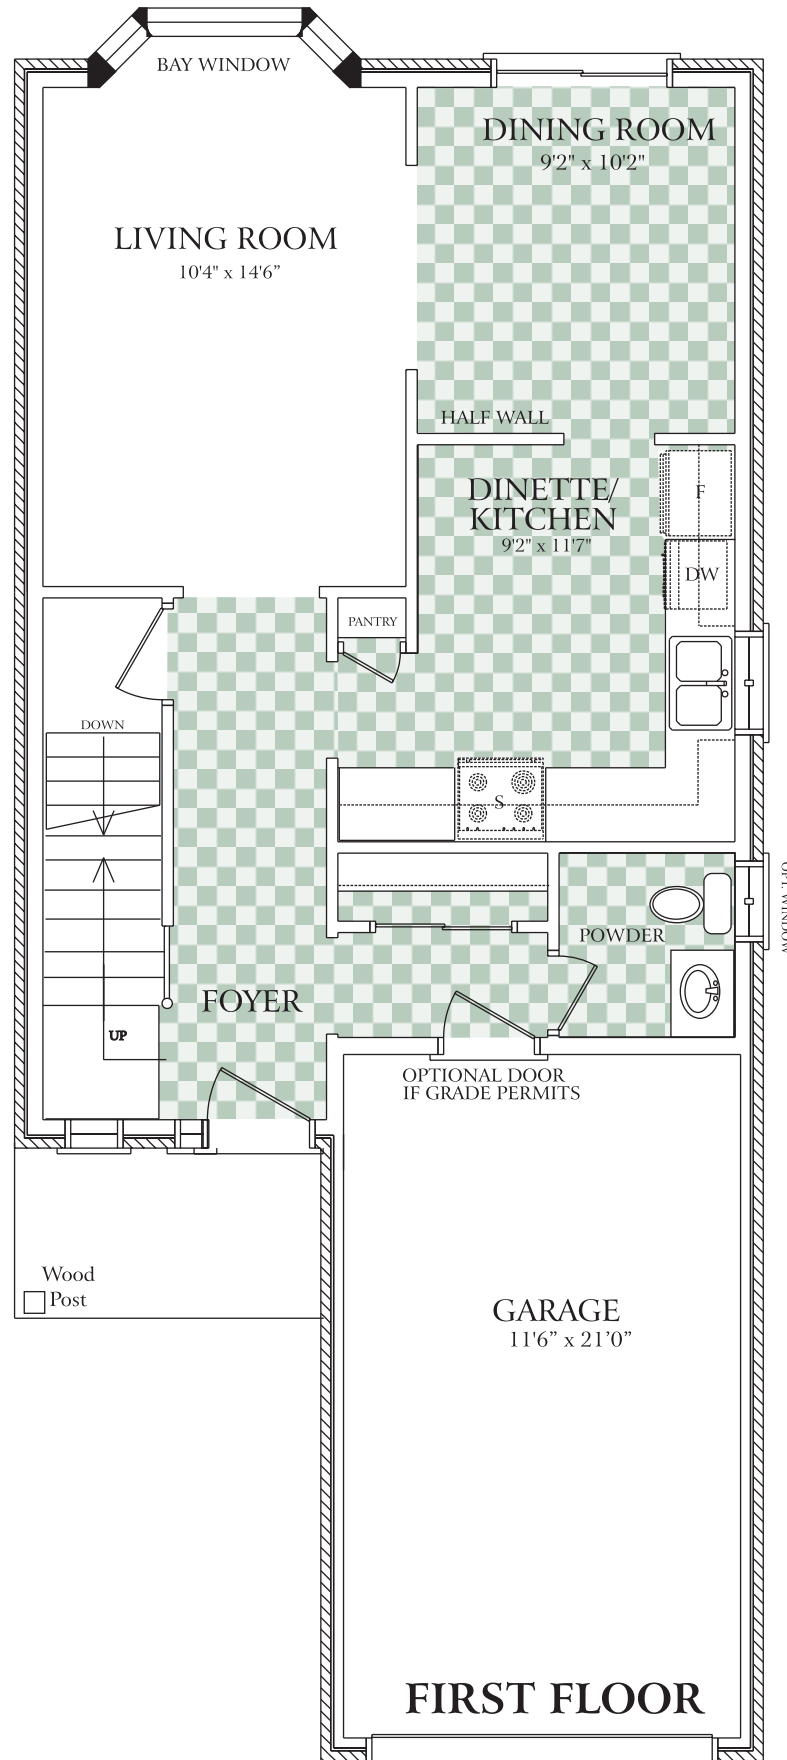 BAY WINDOW
DINING ROOM
9'2" x 10'2"
LIVING ROOM
10'4" x 14'6”
HALF WALL
DINETTE/
KITCHEN
9'2" x 11'7"
F
DW
PANTRY
DOWN
S
OPT. WINDOW
POWDER
FOYER
UP
OPTIONAL DOOR
IF GRADE PERMITS
Wood
Post
GARAGE
11'6” x 21’0”
FIRST FLOOR